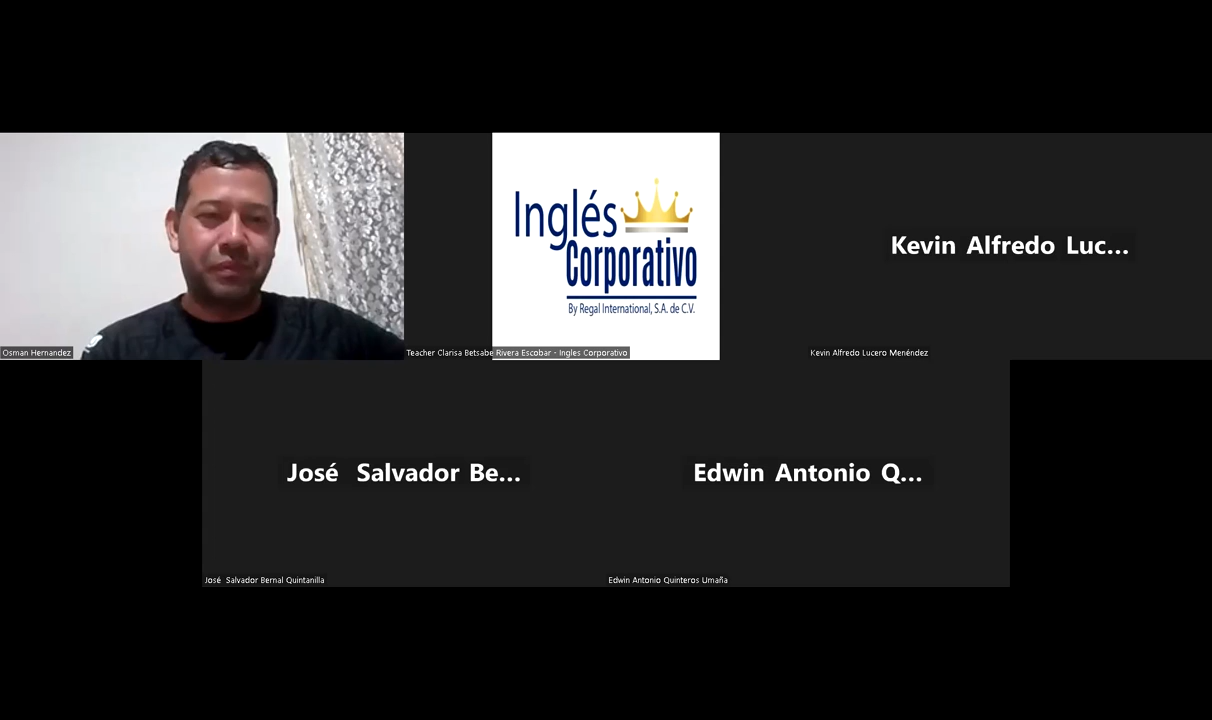 Inglés
Corporativo
By Regal International, S.A. de C.V.
Kevin Alfredo Luc...
Osman Hernandez
Teacher Clarisa Betsabe Rivera Escobar - Ingles Corporativo
Kevin Alfredo Lucero Menéndez
José Salvador Be...
Edwin Antonio Q...
José Salvador Bernal Quintanilla
Edwin Antonio Quinteros Umaña